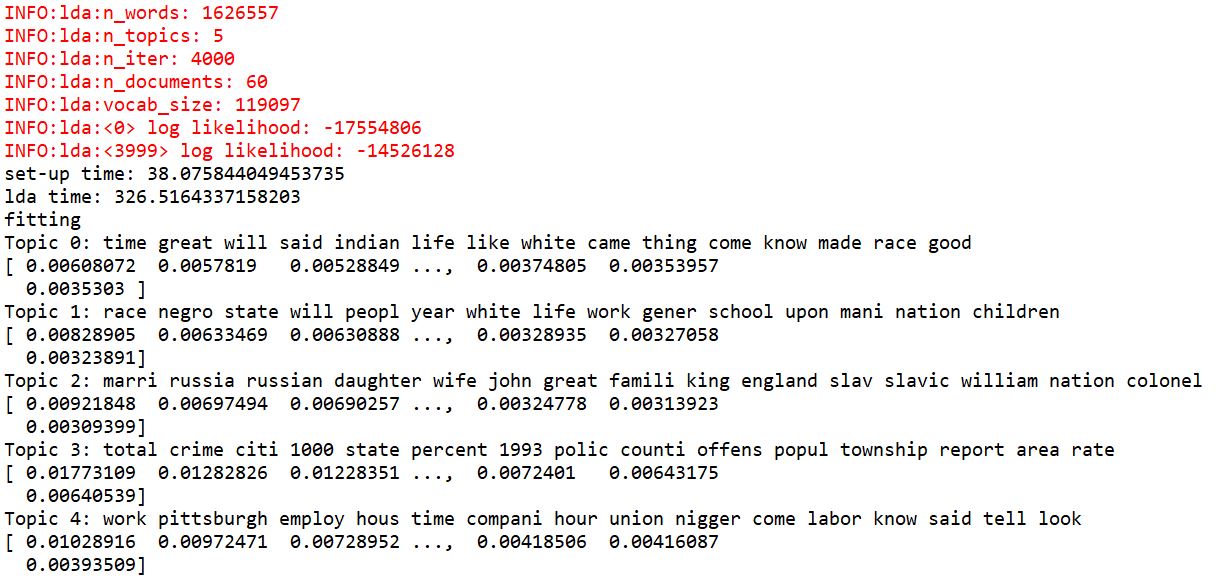 INFO:lda:n_words: 1626557
INFO:lda:n_topics: 5
INFO:lda:n_iter: 4000
INFO:lda:n_documents: 60
INFO:lda:vocab_size: 119097
INFO:lda:<0> log likelihood: -17554806
INFO:lda:<3999> log likelihood: -14526128
set-up time: 38.075844049453735
lda time: 326.5164337158203
fitting
Topic 0: time great will said indian life like white came thing come know made race good
[ 0.00608072  0.0057819   0.00528849 ...,  0.00374805  0.00353957
  0.0035303 ]
Topic 1: race negro state will peopl year white life work gener school upon mani nation children
[ 0.00828905  0.00633469  0.00630888 ...,  0.00328935  0.00327058
  0.00323891]
Topic 2: marri russia russian daughter wife john great famili king england slav slavic william nation colonel
[ 0.00921848  0.00697494  0.00690257 ...,  0.00324778  0.00313923
  0.00309399]
Topic 3: total crime citi 1000 state percent 1993 polic counti offens popul township report area rate
[ 0.01773109  0.01282826  0.01228351 ...,  0.0072401   0.00643175
  0.00640539]
Topic 4: work pittsburgh employ hous time compani hour union nigger come labor know said tell look
[ 0.01028916  0.00972471  0.00728952 ...,  0.00418506  0.00416087
  0.00393509]